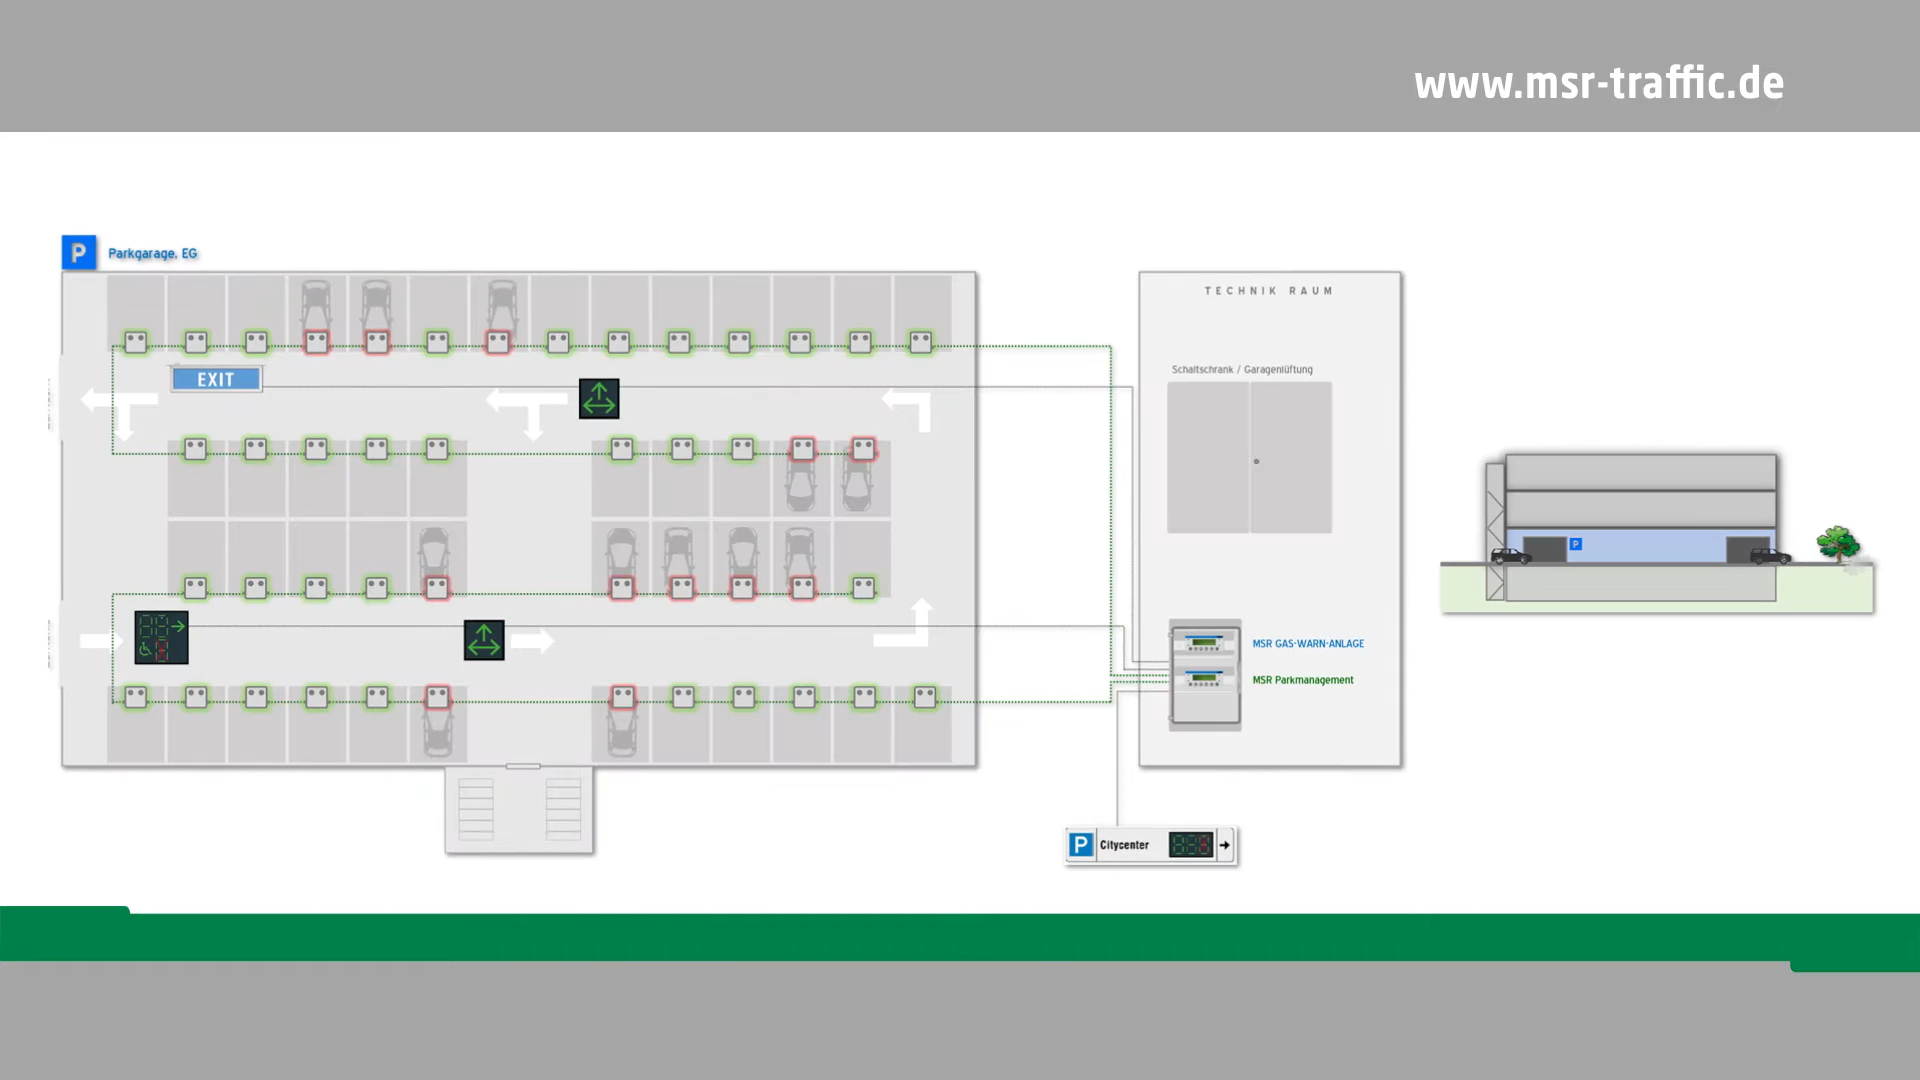 www.msr-traffic.de
P Parkgarage, EG
TECHNIK RAUM
EXIT
Schaltschrank / Garagenlüftung
P
MSR GAS-WARN-ANLAGE
MSR Parkmanagement
P Citycenter